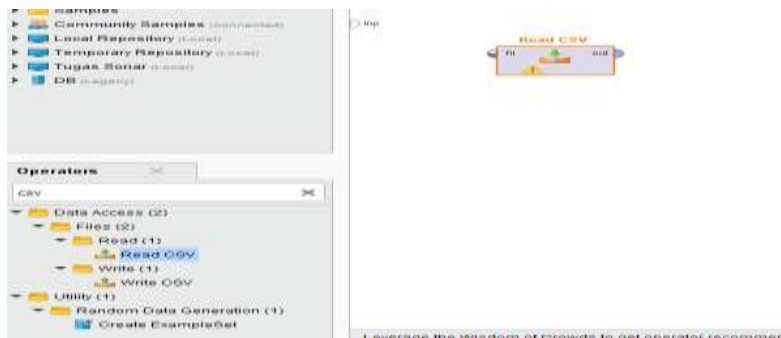 Samples
Community Samples (connected)
Local Repository (Local)
Temporary Repository (Local)
Tugas Sonar (Local)
DB (Legacy)
Operators
csv
Data Access (2)
Files (2)
Read (1)
Read CSV
Write (1)
Write CSV
Utility (1)
Random Data Generation (1)
Create ExampleSet
inp
Read CSV
fil out
Leverage the Wisdom of Crowds to get operator recommen